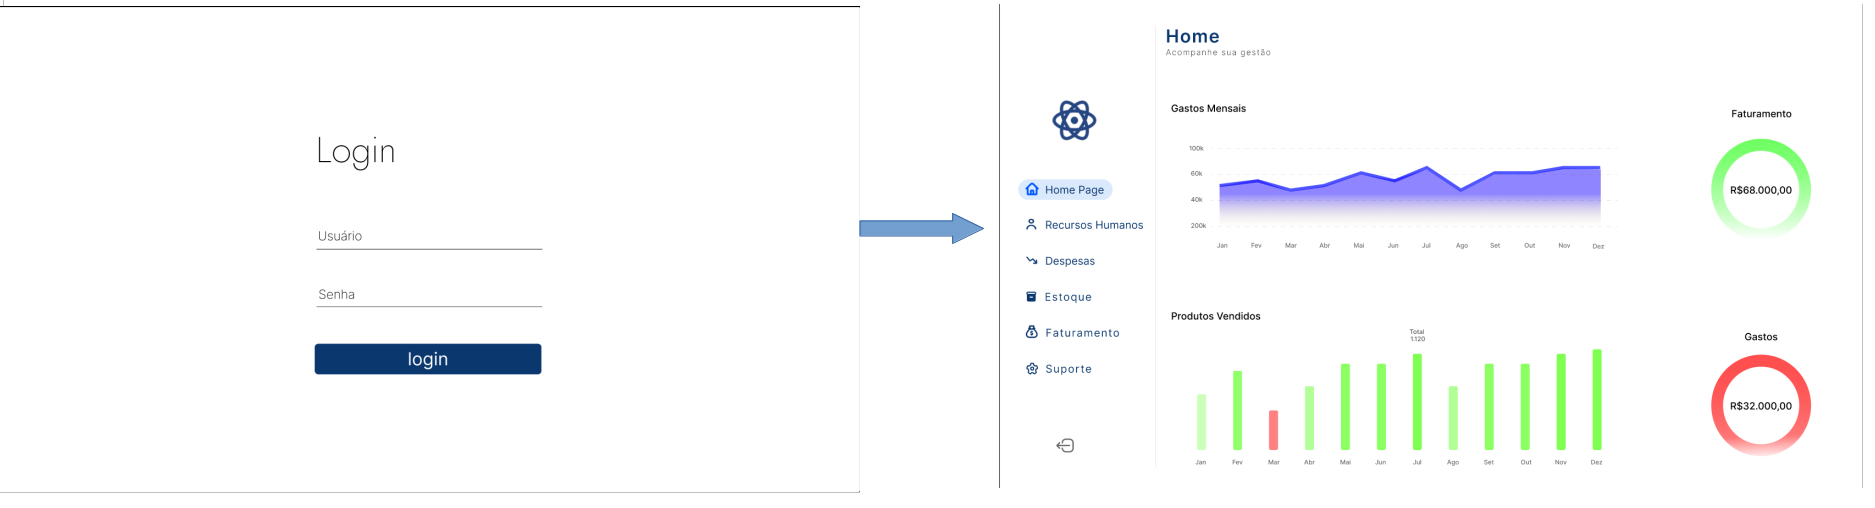 Login
Usuário
Senha
login
Home
Acompanhe sua gestão
Home Page
Recursos Humanos
Despesas
Estoque
Faturamento
Suporte
Gastos Mensais
100k
60k
40k
200k
Jan Fev Mar Abr Mai Jun Jul Ago Set Out Nov Dez
Faturamento
R$68.000,00
Produtos Vendidos
Total
1.120
Jan Fev Mar Abr Mai Jun Jul Ago Set Out Nov Dez
Gastos
R$32.000,00